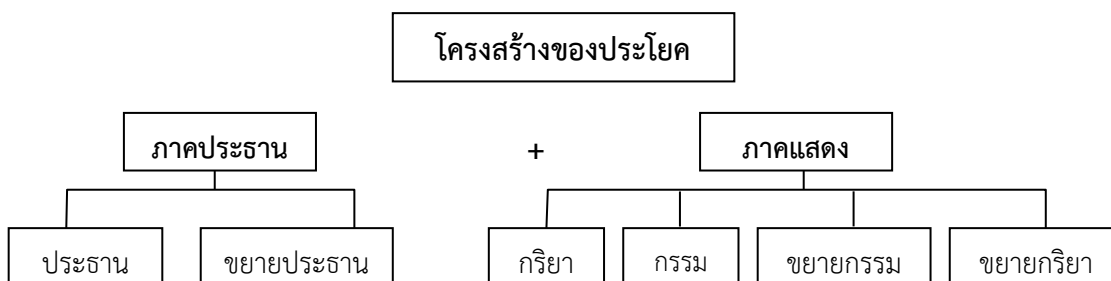 โครงสร้างของประโยค
ภาคประธาน + ภาคแสดง
ประธาน ขยายประธาน กริยา กรรม ขยายกรรม ขยายกริยา